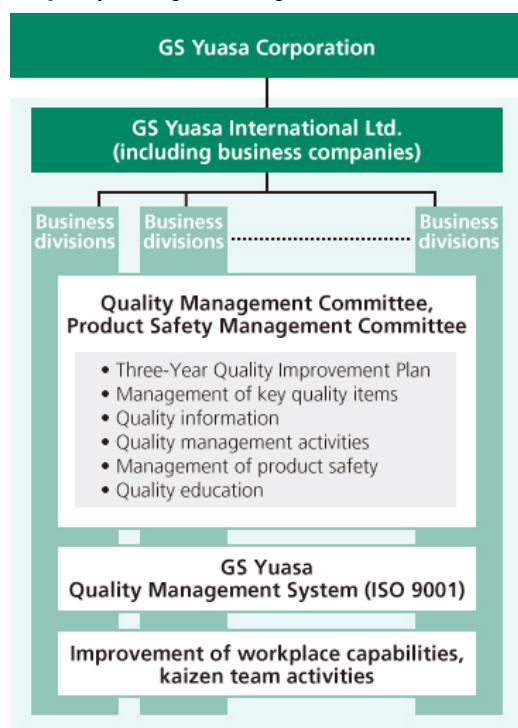 GS Yuasa Corporation
GS Yuasa International Ltd.
(including business companies)
Business
divisions
Business
divisions
Business
divisions
Quality Management Committee,
Product Safety Management Committee
• Three-Year Quality Improvement Plan
• Management of key quality items
• Quality information
• Quality management activities
• Management of product safety
• Quality education
GS Yuasa
Quality Management System (ISO 9001)
Improvement of workplace capabilities,
kaizen team activities